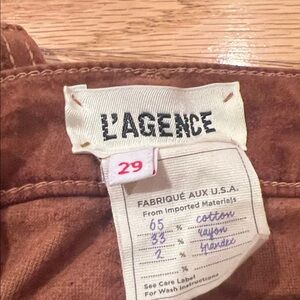 L'AGENCE
29
FABRIQUÉ AUX U.S.A.
From Imported Materials
65 % cotton
33 % rayon
2 % spandex
%
See Care Label
For Wash Instructions